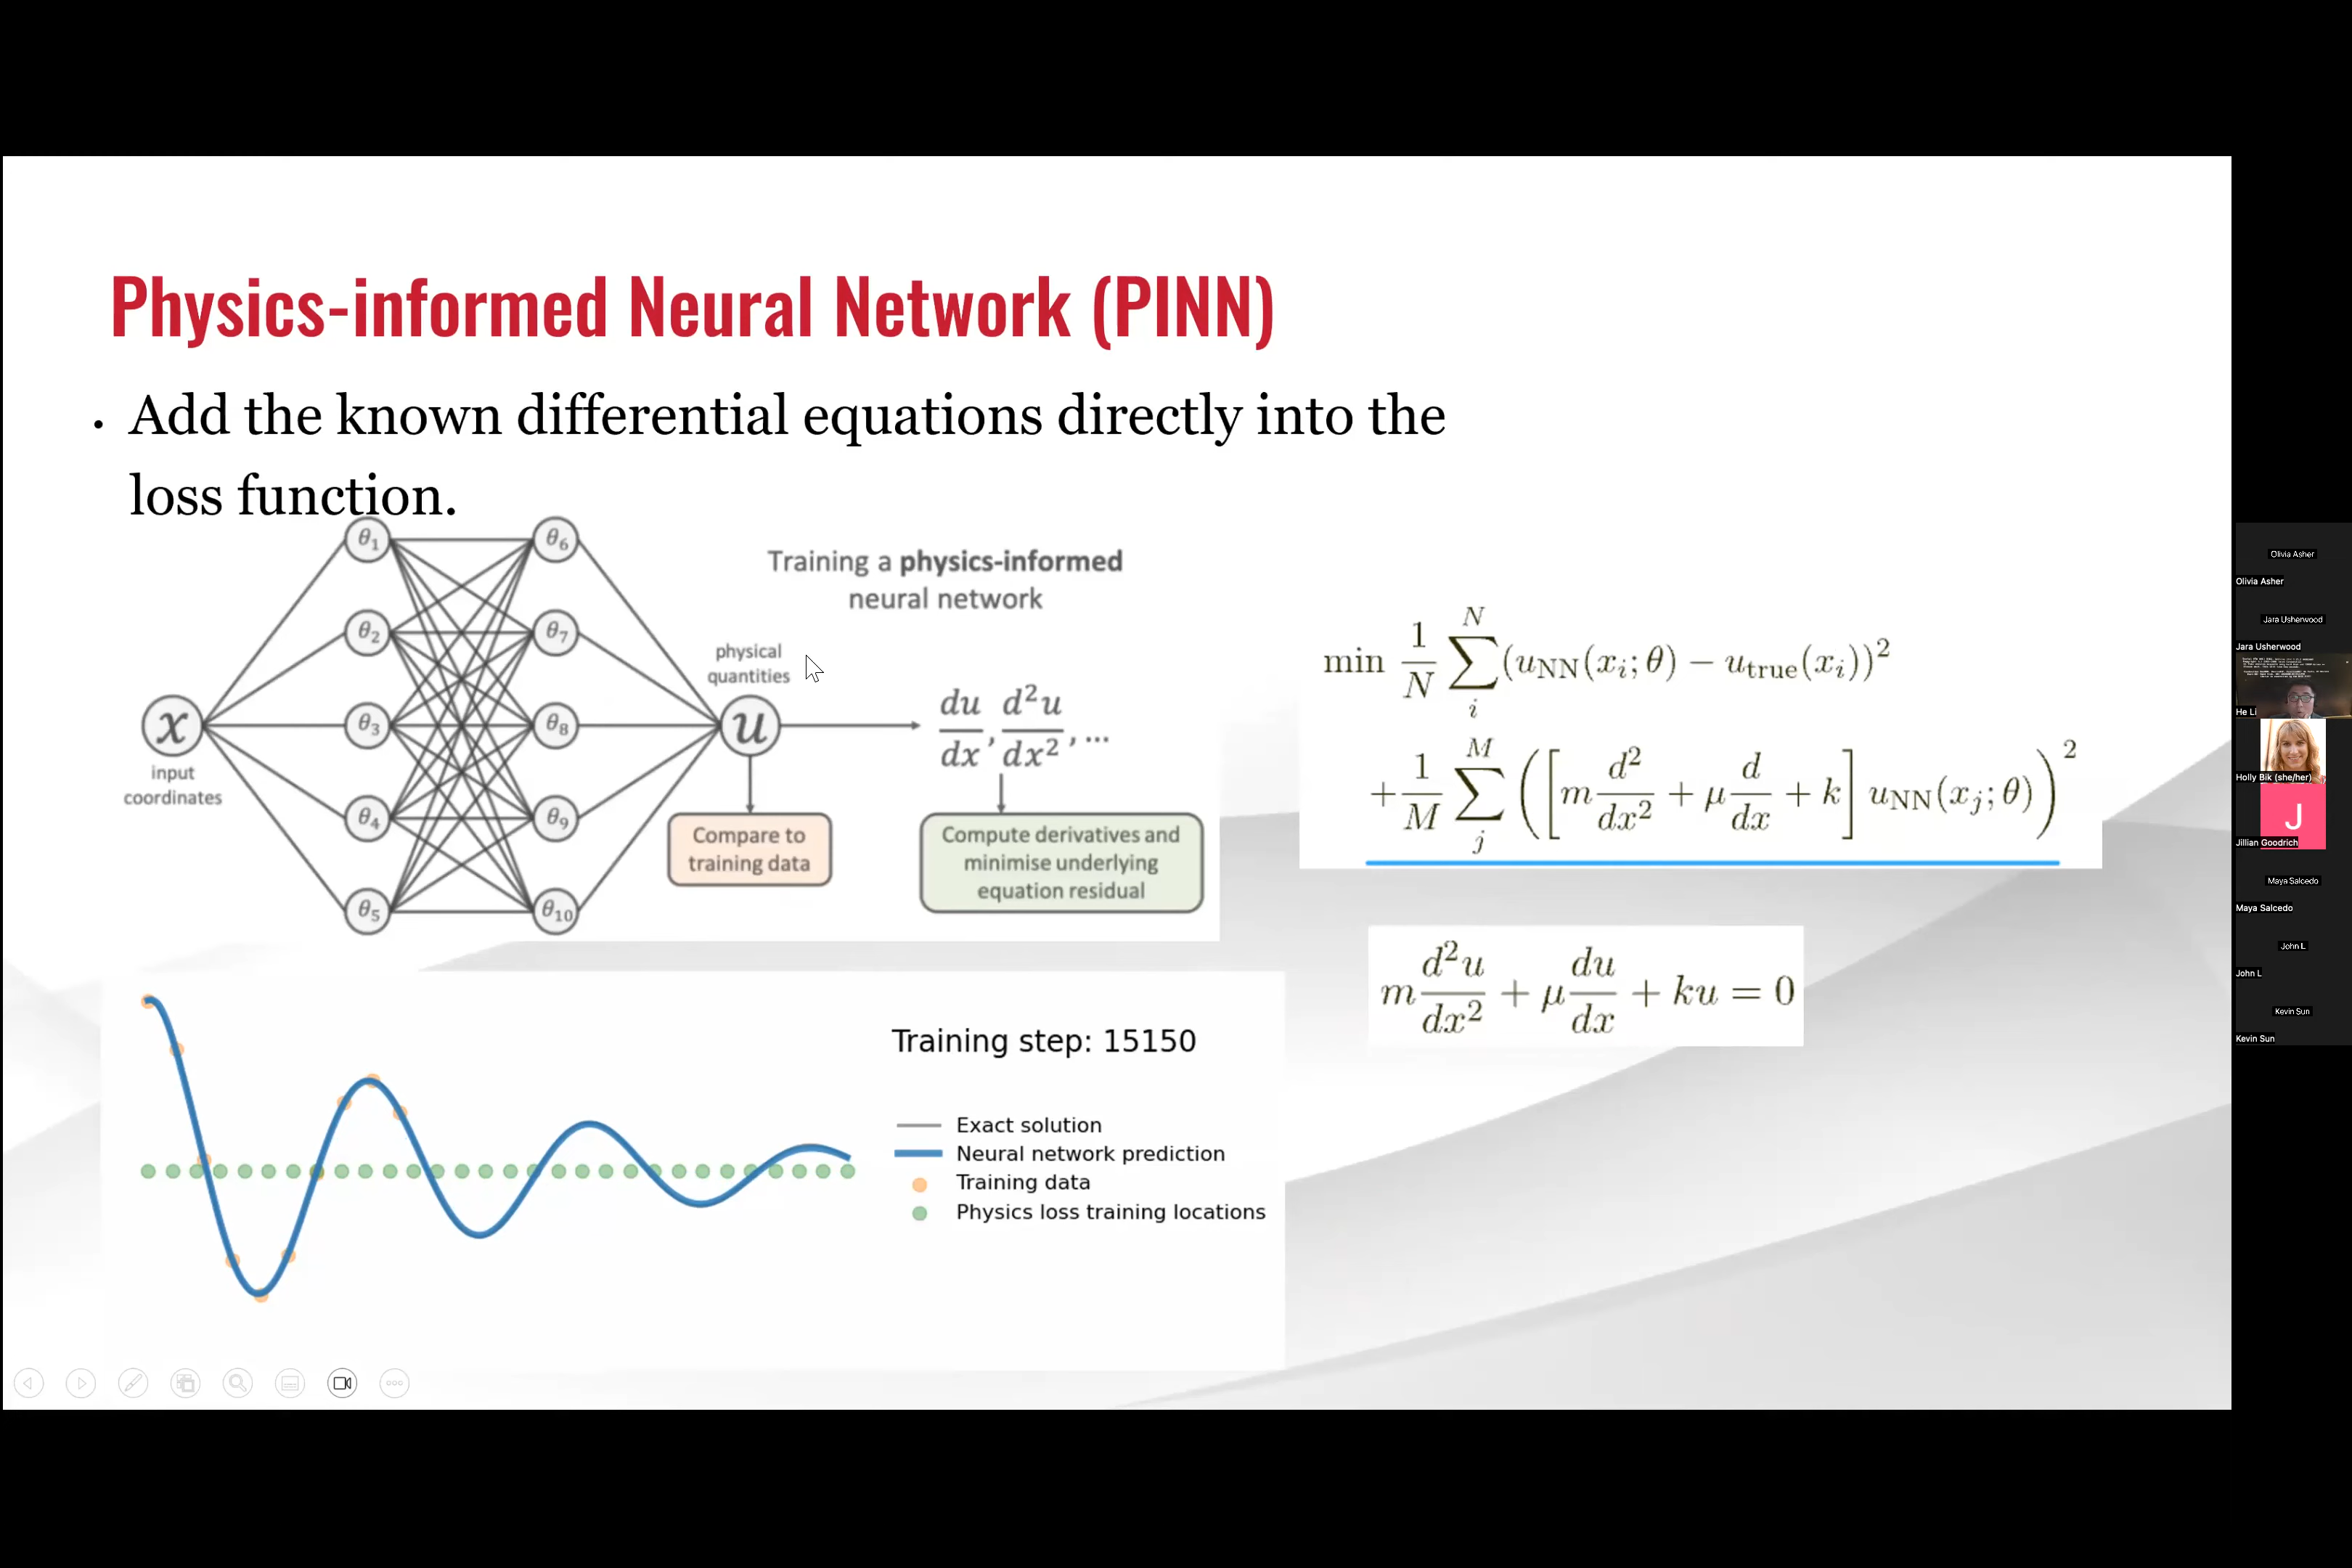 Physics-informed Neural Network (PINN)
• Add the known differential equations directly into the
loss function.
Training a physics-informed
neural network
θ₁
θ₂
θ₃
θ₄
θ₅
θ₆
θ₇
θ₈
θ₉
θ₁₀
x
input
coordinates
physical
quantities
u
du/dx, d²u/dx², ...
Compare to
training data
Compute derivatives and
minimise underlying
equation residual
min 1/N ∑ᵢᴺ (u_NN(xᵢ; θ) − u_true(xᵢ))²
+ 1/M ∑ⱼᴹ ([m d²/dx² + μ d/dx + k] u_NN(xⱼ; θ))²
m d²u/dx² + μ du/dx + ku = 0
Training step: 15150
Exact solution
Neural network prediction
Training data
Physics loss training locations
Olivia Asher
Olivia Asher
Jara Usherwood
Jara Usherwood
He Li
Holly Bik (she/her)
J
Jillian Goodrich
Maya Salcedo
Maya Salcedo
John L
John L
Kevin Sun
Kevin Sun